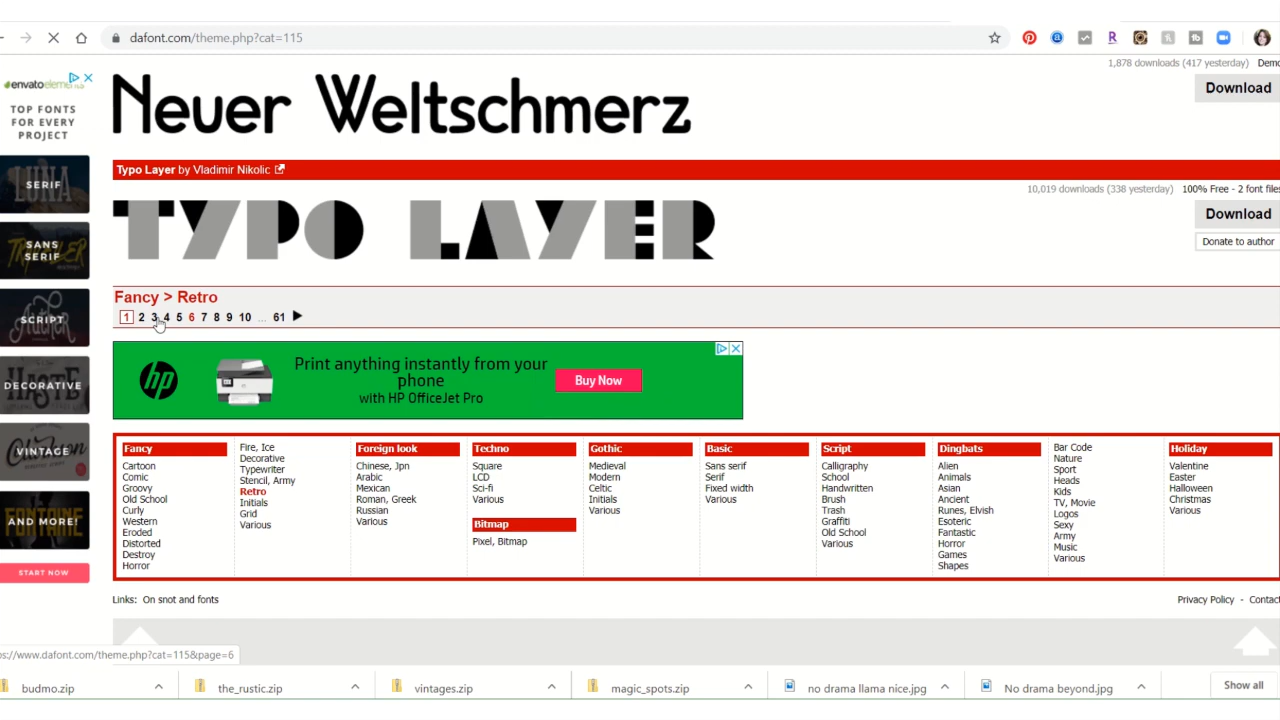 dafont.com/theme.php?cat=115
1,878 downloads (417 yesterday) Demo
Download
Neuer Weltschmerz
Typo Layer by Vladimir Nikolic
10,019 downloads (338 yesterday) 100% Free - 2 font files
TYPO LAYER
Download
Donate to author
envato elements
TOP FONTS
FOR EVERY
PROJECT
SERIF
SANS
SERIF
SCRIPT
DECORATIVE
VINTAGE
AND MORE!
START NOW
Fancy > Retro
1 2 3 4 5 6 7 8 9 10 ... 61
hp
Print anything instantly from your
phone
with HP OfficeJet Pro
Buy Now
Fancy
Cartoon
Comic
Groovy
Old School
Curly
Western
Eroded
Distorted
Destroy
Horror
Fire, Ice
Decorative
Typewriter
Stencil, Army
Retro
Initials
Grid
Various
Foreign look
Chinese, Jpn
Arabic
Mexican
Roman, Greek
Russian
Various
Techno
Square
LCD
Sci-fi
Various
Bitmap
Pixel, Bitmap
Gothic
Medieval
Modern
Celtic
Initials
Various
Basic
Sans serif
Serif
Fixed width
Various
Script
Calligraphy
School
Handwritten
Brush
Trash
Graffiti
Old School
Various
Dingbats
Alien
Animals
Asian
Ancient
Runes, Elvish
Esoteric
Fantastic
Horror
Games
Shapes
Bar Code
Nature
Sport
Heads
Kids
TV, Movie
Logos
Sexy
Army
Music
Various
Holiday
Valentine
Easter
Halloween
Christmas
Various
Links: On snot and fonts
Privacy Policy - Contact
ps://www.dafont.com/theme.php?cat=115&page=6
budmo.zip
the_rustic.zip
vintages.zip
magic_spots.zip
no drama llama nice.jpg
No drama beyond.jpg
Show all